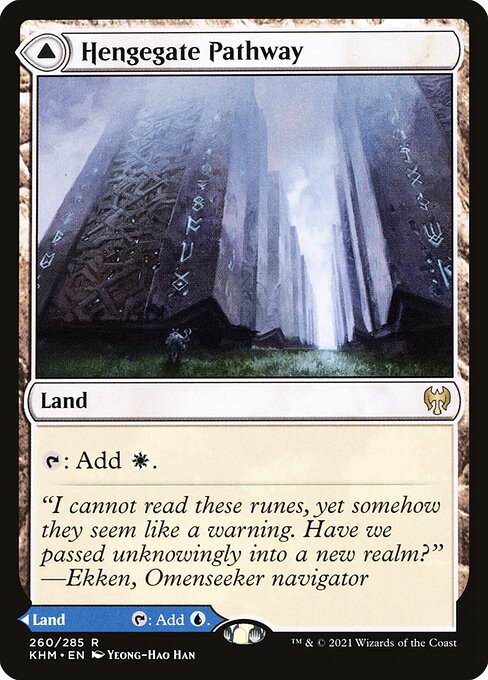 Hengegate Pathway
Land
: Add .
“I cannot read these runes, yet somehow
they seem like a warning. Have we
passed unknowingly into a new realm?”
—Ekken, Omenseeker navigator
Land : Add .
260/285 R
KHM • EN Yeong-Hao Han
™ & © 2021 Wizards of the Coast